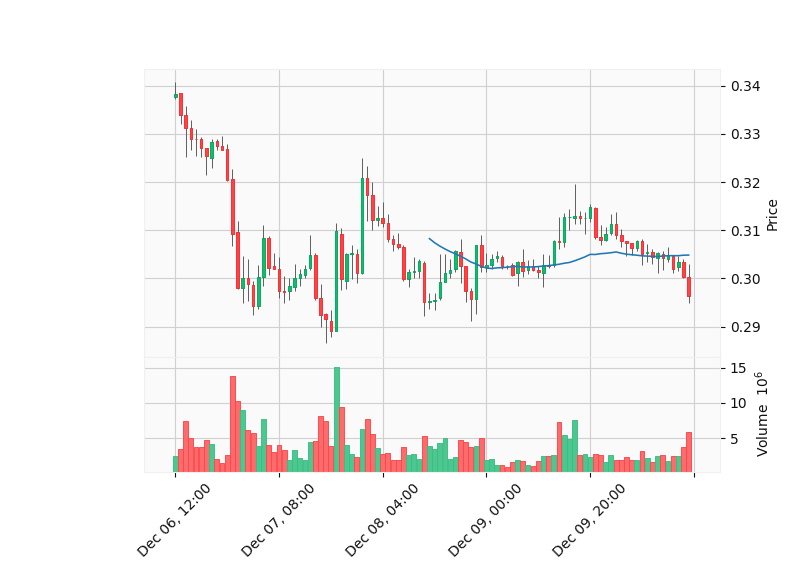 0.34
0.33
0.32
0.31
0.30
0.29
Price
15
10
5
Volume 10^6
Dec 06, 12:00
Dec 07, 08:00
Dec 08, 04:00
Dec 09, 00:00
Dec 09, 20:00